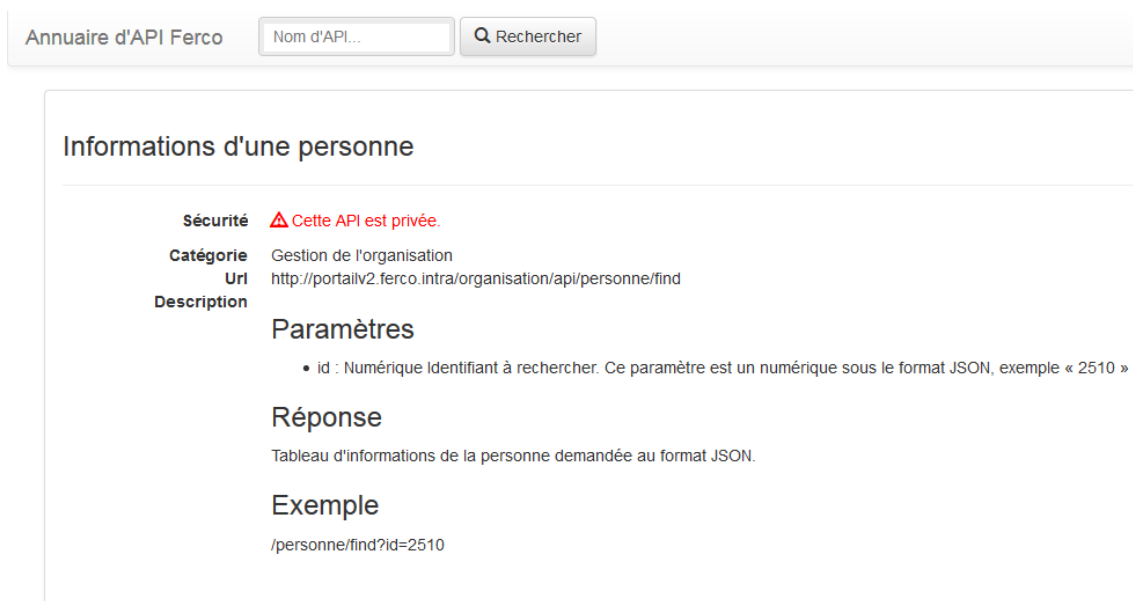 Annuaire d'API Ferco
Nom d'API...
Rechercher
Informations d'une personne
Sécurité Cette API est privée.
Catégorie Gestion de l'organisation
Url http://portailv2.ferco.intra/organisation/api/personne/find
Description
Paramètres
• id : Numérique Identifiant à rechercher. Ce paramètre est un numérique sous le format JSON, exemple « 2510 »
Réponse
Tableau d'informations de la personne demandée au format JSON.
Exemple
/personne/find?id=2510